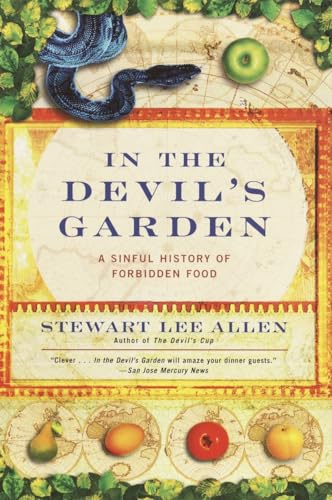 IN THE
DEVIL'S
GARDEN
A SINFUL HISTORY OF
FORBIDDEN FOOD
STEWART LEE ALLEN
Author of The Devil's Cup
"Clever . . . In the Devil's Garden will amaze your dinner guests."
—San Jose Mercury News